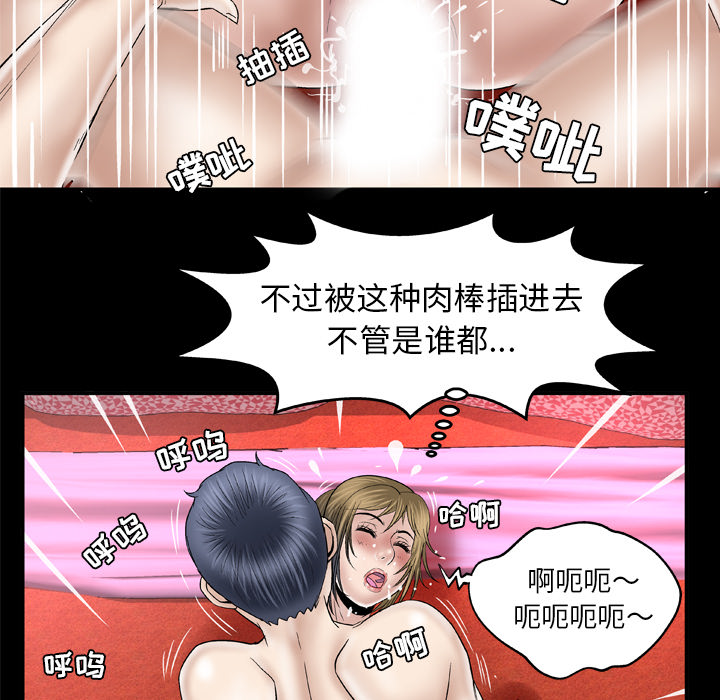 抽插
噗呲
噗呲
不过被这种肉棒插进去
不管是谁都...
呼呜
哈啊
呼呜
啊呃呃～
呃呃呃呃～
哈啊
呼呜